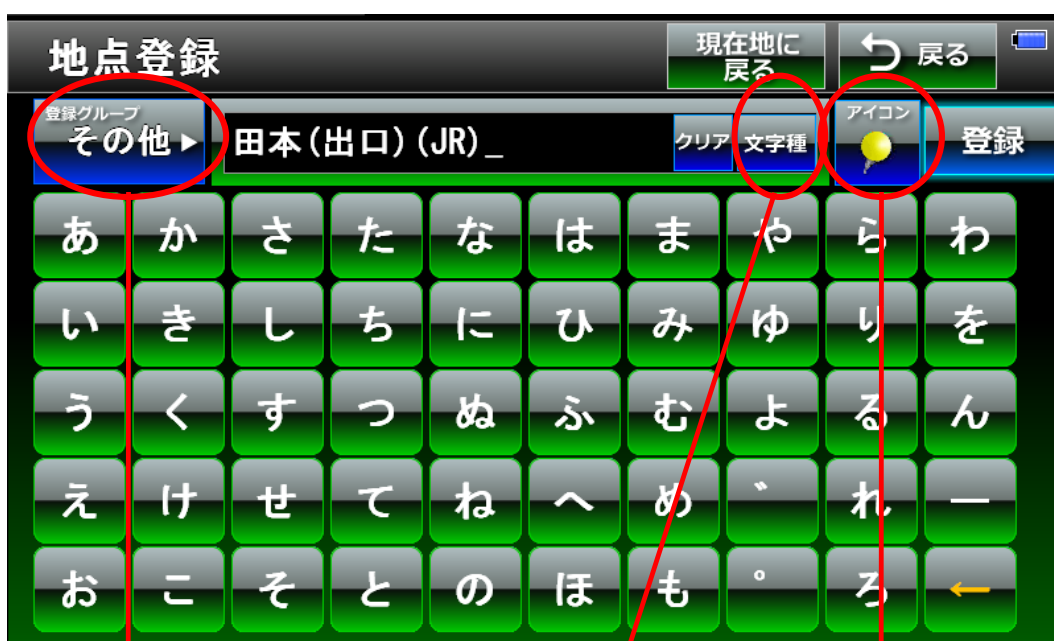 地点登録
現在地に
戻る
戻る
登録グループ
その他
田本(出口)(JR)_
クリア
文字種
アイコン
登録
あ か さ た な は ま や ら わ
い き し ち に ひ み ゆ り を
う く す つ ぬ ふ む よ る ん
え け せ て ね へ め ゛ れ ー
お こ そ と の ほ も ゜ ろ ←